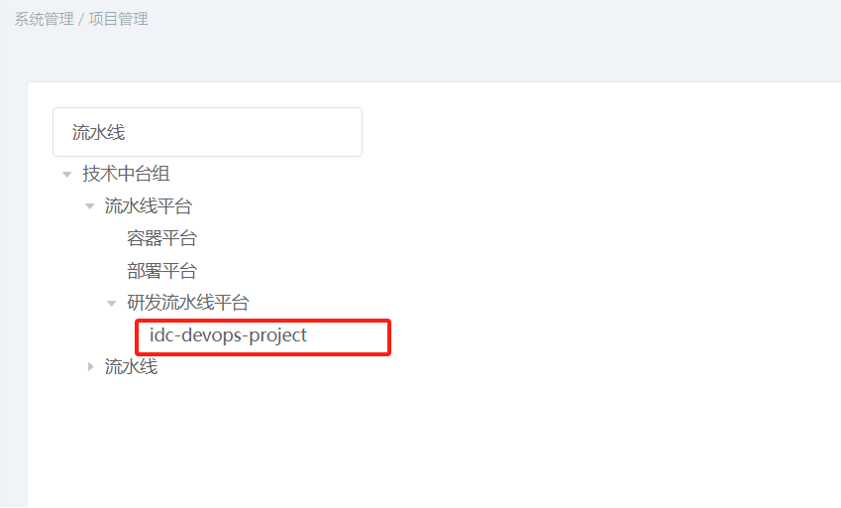 系统管理 / 项目管理
流水线
技术中台组
流水线平台
容器平台
部署平台
研发流水线平台
idc-devops-project
流水线